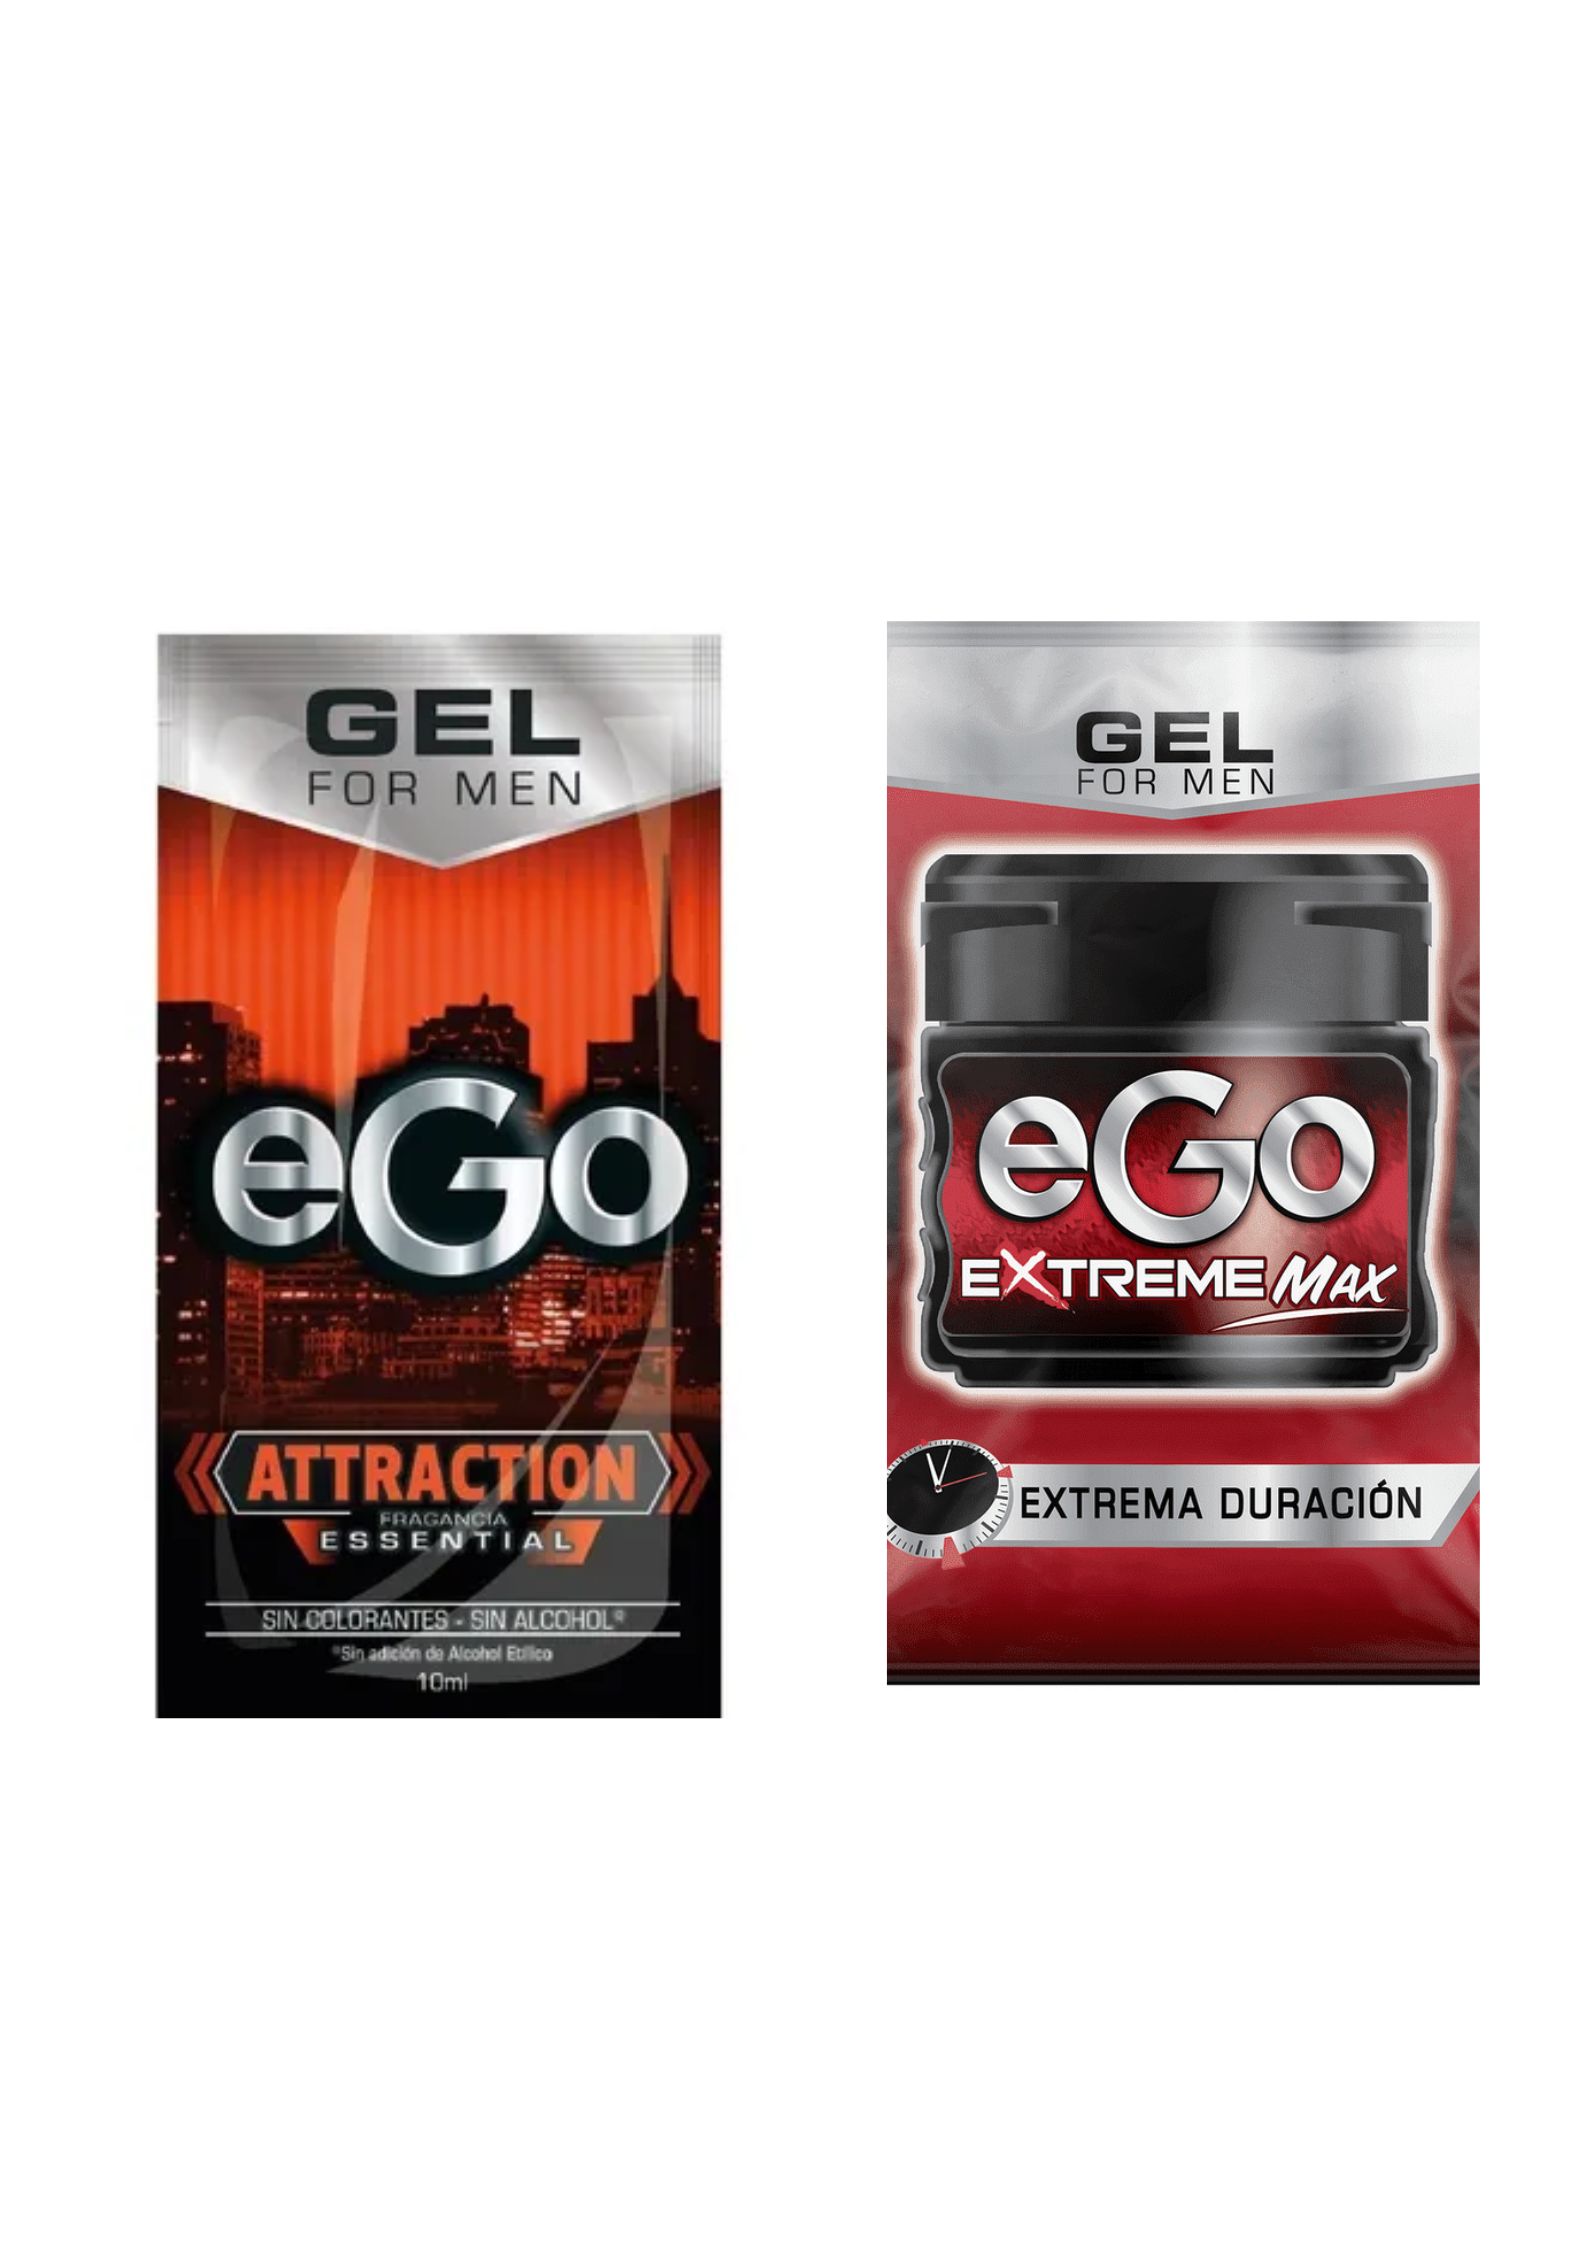 GEL
FOR MEN
eGo
ATTRACTION
FRAGANCIA
ESSENTIAL
SIN COLORANTES - SIN ALCOHOL*
*Sin adición de Alcohol Etílico
10ml
GEL
FOR MEN
eGo
EXTREME MAX
EXTREMA DURACIÓN